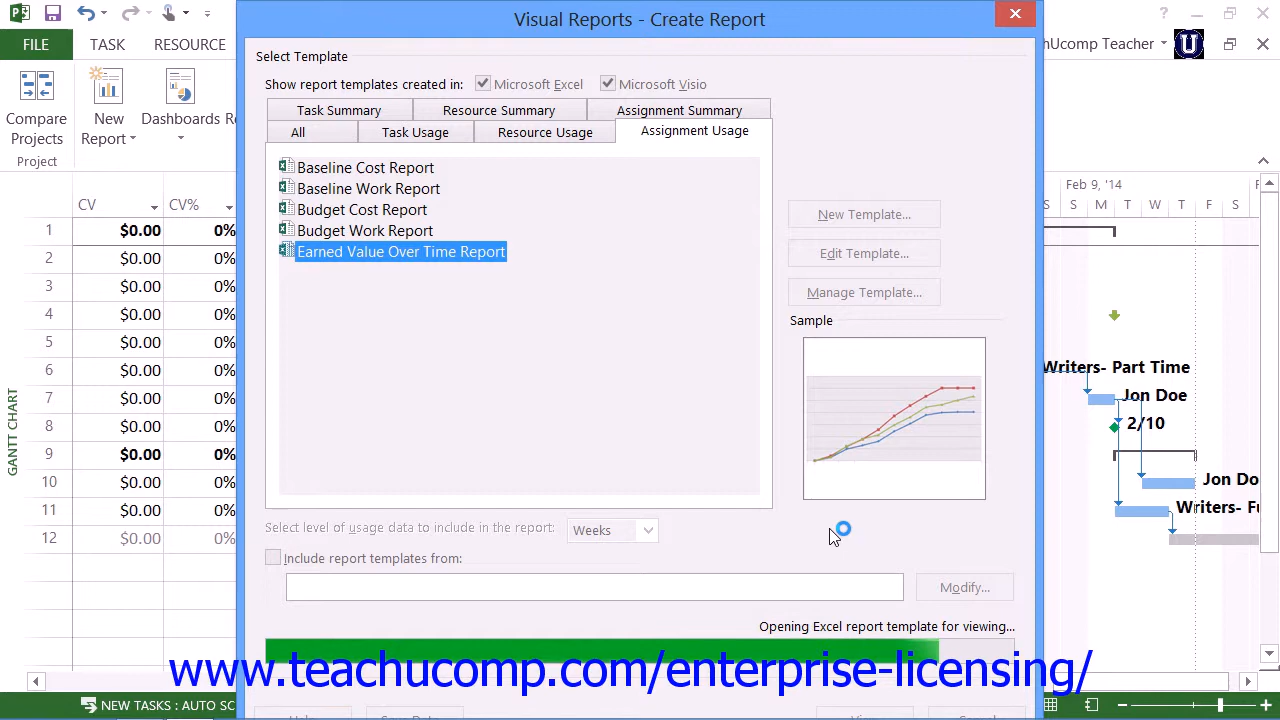 Visual Reports - Create Report
FILE
TASK
RESOURCE
hUcomp Teacher
U
Compare
Projects
New
Report
Dashboards
Re
Project
Select Template
Show report templates created in:
Microsoft Excel
Microsoft Visio
Task Summary
Resource Summary
Assignment Summary
All
Task Usage
Resource Usage
Assignment Usage
Baseline Cost Report
Baseline Work Report
Budget Cost Report
Budget Work Report
Earned Value Over Time Report
New Template...
Edit Template...
Manage Template...
Sample
Select level of usage data to include in the report:
Weeks
Include report templates from:
Modify...
Opening Excel report template for viewing...
CV
CV%
1 $0.00 0%
2 $0.00 0%
3 $0.00 0%
4 $0.00 0%
5 $0.00 0%
6 $0.00 0%
7 $0.00 0%
8 $0.00 0%
9 $0.00 0%
10 $0.00 0%
11 $0.00 0%
12 $0.00 0%
GANTT CHART
Feb 9, '14
S S M T W T F S
Writers- Part Time
Jon Doe
2/10
Jon Do
Writers- Fu
www.teachucomp.com/enterprise-licensing/
NEW TASKS : AUTO SC